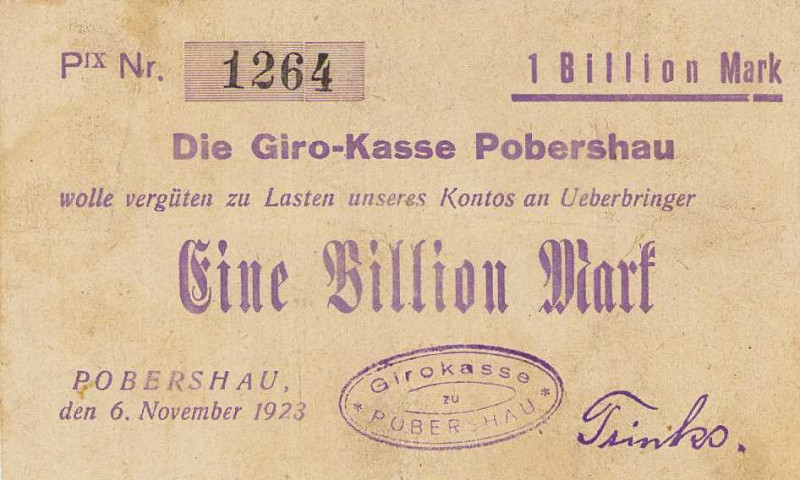 PIX Nr. 1264
1 Billion Mark
Die Giro-Kasse Pobershau
wolle vergüten zu Lasten unseres Kontos an Ueberbringer
Eine Billion Mark
POBERSHAU,
den 6. November 1923
Girokasse
zu
* POBERSHAU *
Trinks.